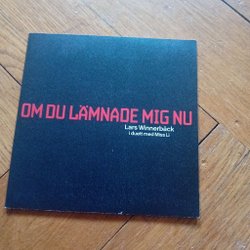 OM DU LÄMNADE MIG NU
Lars Winnerbäck
i duett med Miss Li